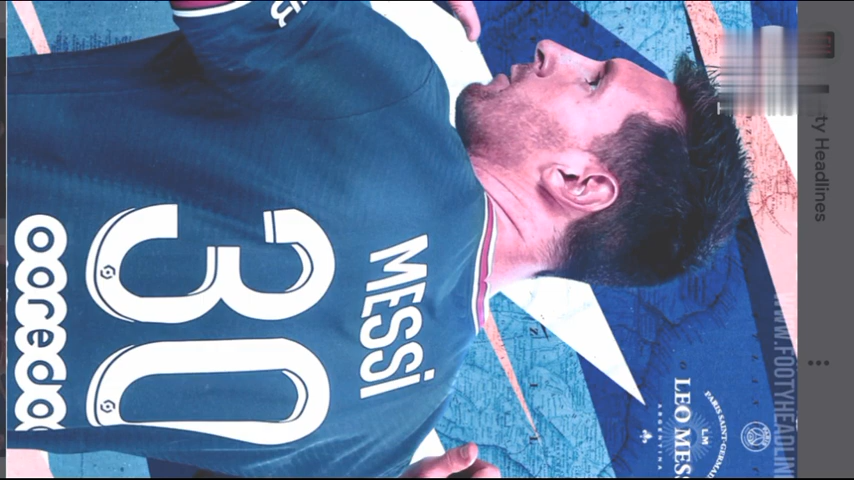 MESSI
30
ooredoo
PARIS SAINT-GERMAIN
LM
LEO MESS
ARGENTINA
WWW.FOOTYHEADLIN
ty Headlines